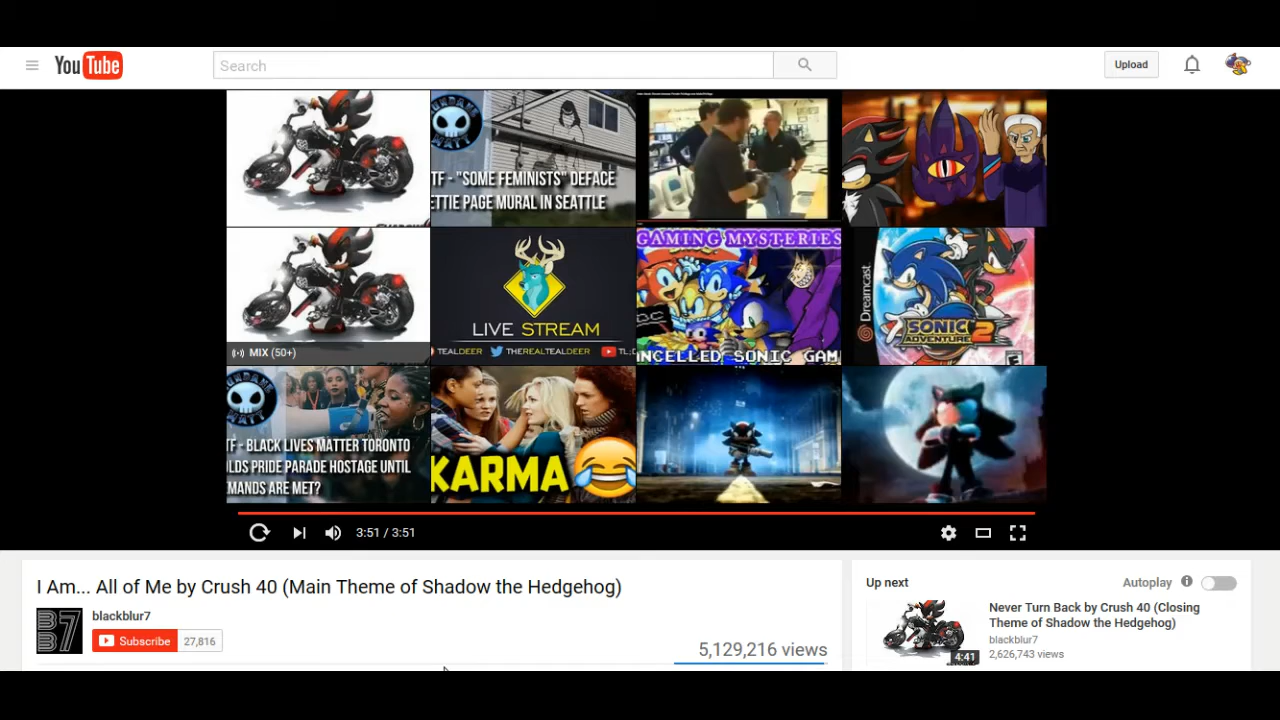 YouTube
Search
Upload
TF - "SOME FEMINISTS" DEFACE
ETTIE PAGE MURAL IN SEATTLE
MIX (50+)
LIVE STREAM
TEALDEER THEREALTEALDEER TL;D
GAMING MYSTERIES
NCELLED SONIC GAM
Dreamcast
SONIC
ADVENTURE 2
TF - BLACK LIVES MATTER TORONTO
OLDS PRIDE PARADE HOSTAGE UNTIL
EMANDS ARE MET?
KARMA
3:51 / 3:51
I Am... All of Me by Crush 40 (Main Theme of Shadow the Hedgehog)
blackblur7
Subscribe 27,816
5,129,216 views
Up next
Autoplay
Never Turn Back by Crush 40 (Closing
Theme of Shadow the Hedgehog)
blackblur7
2,626,743 views
4:41